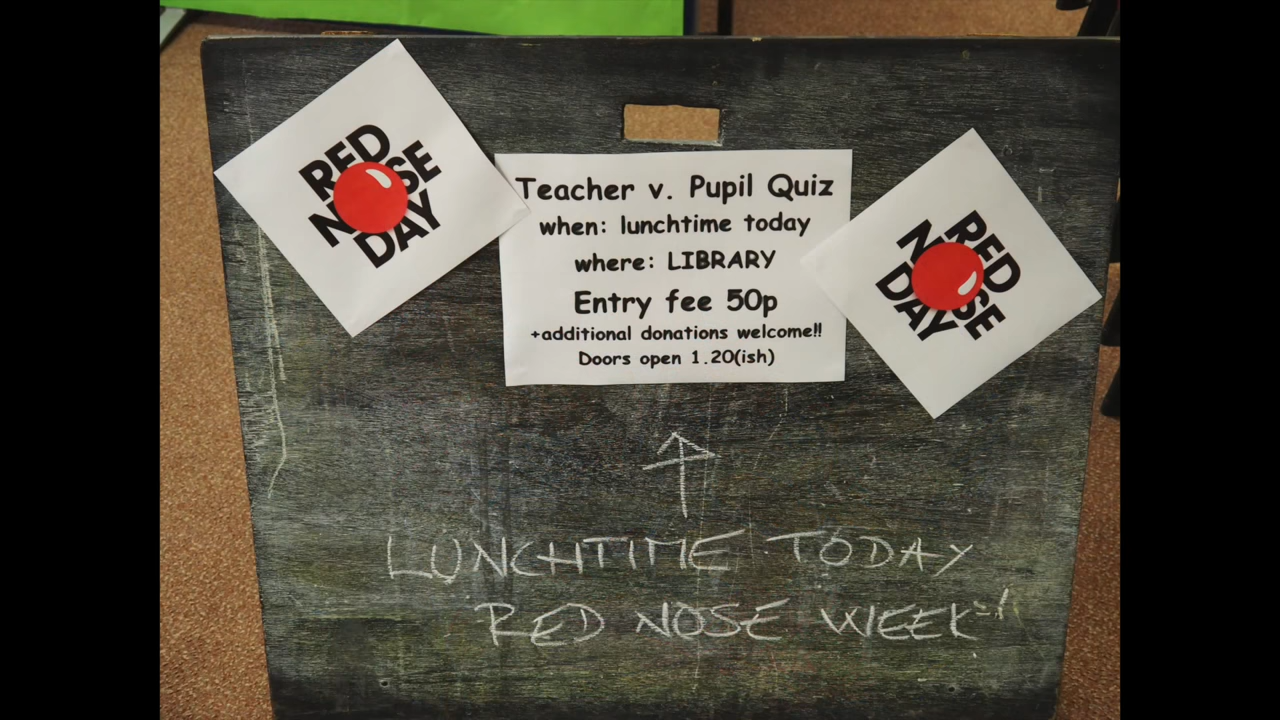 RED
NOSE
DAY
Teacher v. Pupil Quiz
when: lunchtime today
where: LIBRARY
Entry fee 50p
+additional donations welcome!!
Doors open 1.20(ish)
RED
NOSE
DAY
LUNCHTIME TODAY
RED NOSE WEEK!